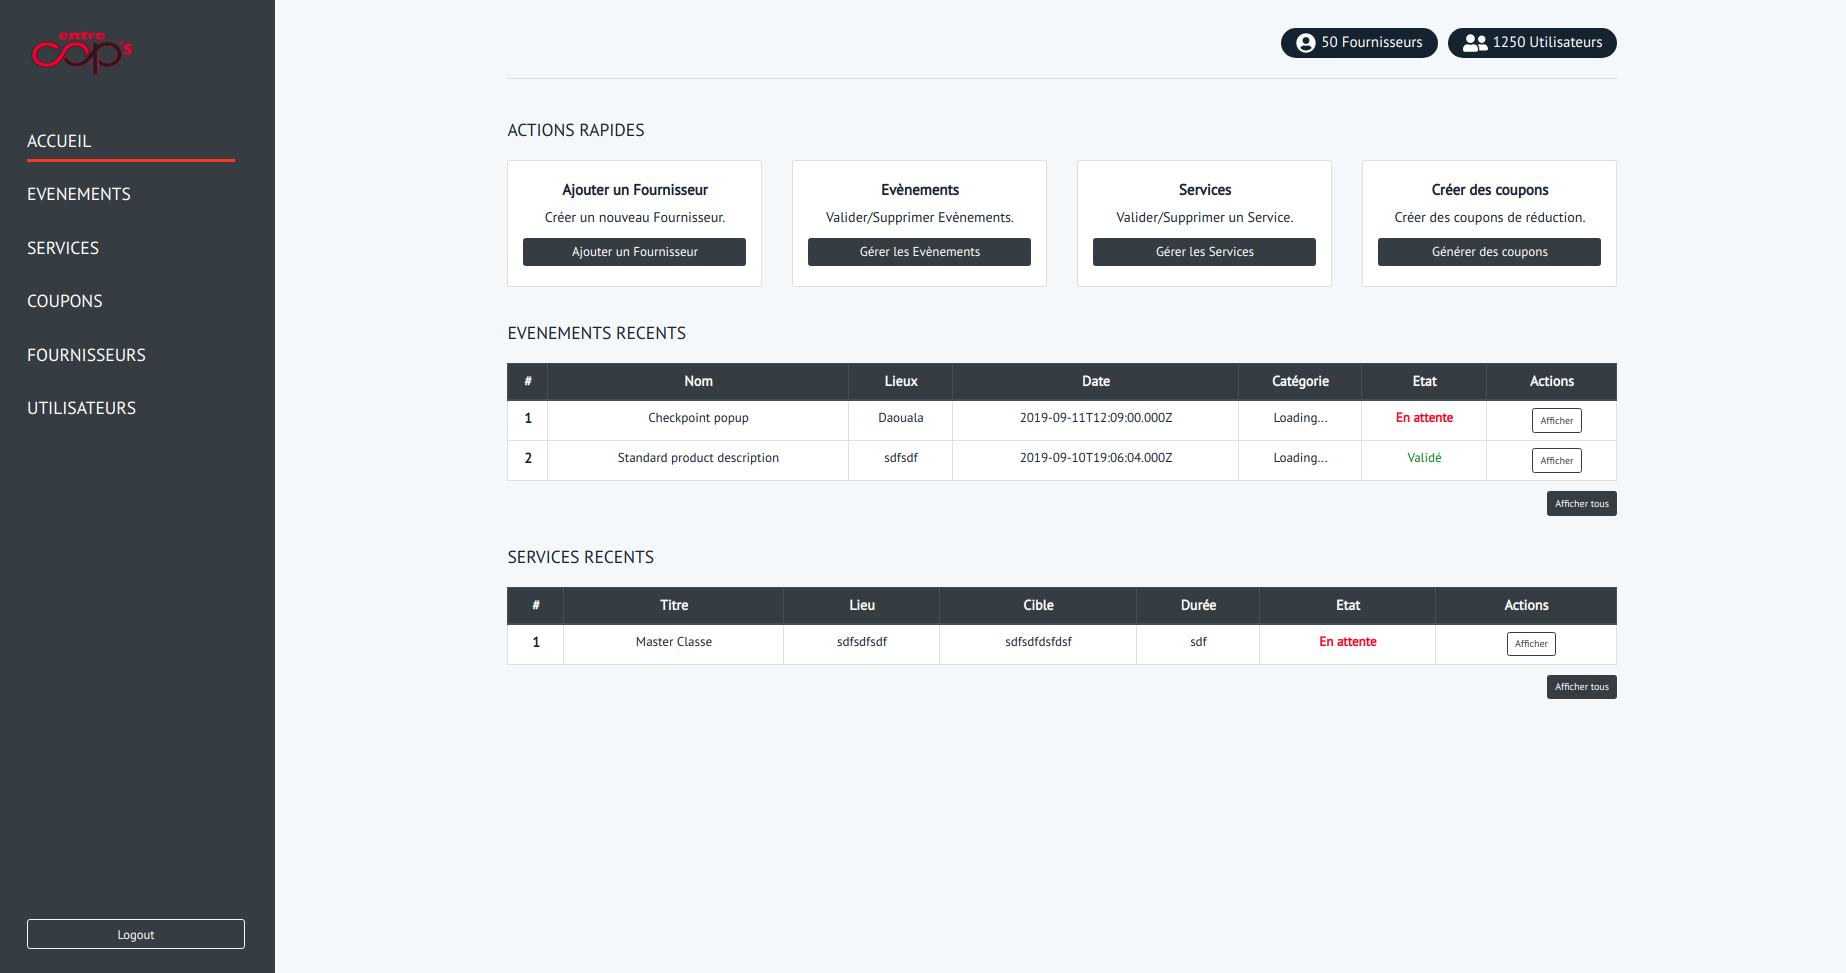 entre
cop's
ACCUEIL
EVENEMENTS
SERVICES
COUPONS
FOURNISSEURS
UTILISATEURS
Logout
50 Fournisseurs 1250 Utilisateurs
ACTIONS RAPIDES
Ajouter un Fournisseur
Créer un nouveau Fournisseur.
Ajouter un Fournisseur
Evènements
Valider/Supprimer Evènements.
Gérer les Evènements
Services
Valider/Supprimer un Service.
Gérer les Services
Créer des coupons
Créer des coupons de réduction.
Générer des coupons
EVENEMENTS RECENTS
# Nom Lieux Date Catégorie Etat Actions
1 Checkpoint popup Daouala 2019-09-11T12:09:00.000Z Loading... En attente Afficher
2 Standard product description sdfsdf 2019-09-10T19:06:04.000Z Loading... Validé Afficher
Afficher tous
SERVICES RECENTS
# Titre Lieu Cible Durée Etat Actions
1 Master Classe sdfsdfsdf sdfsdfdsfdsf sdf En attente Afficher
Afficher tous